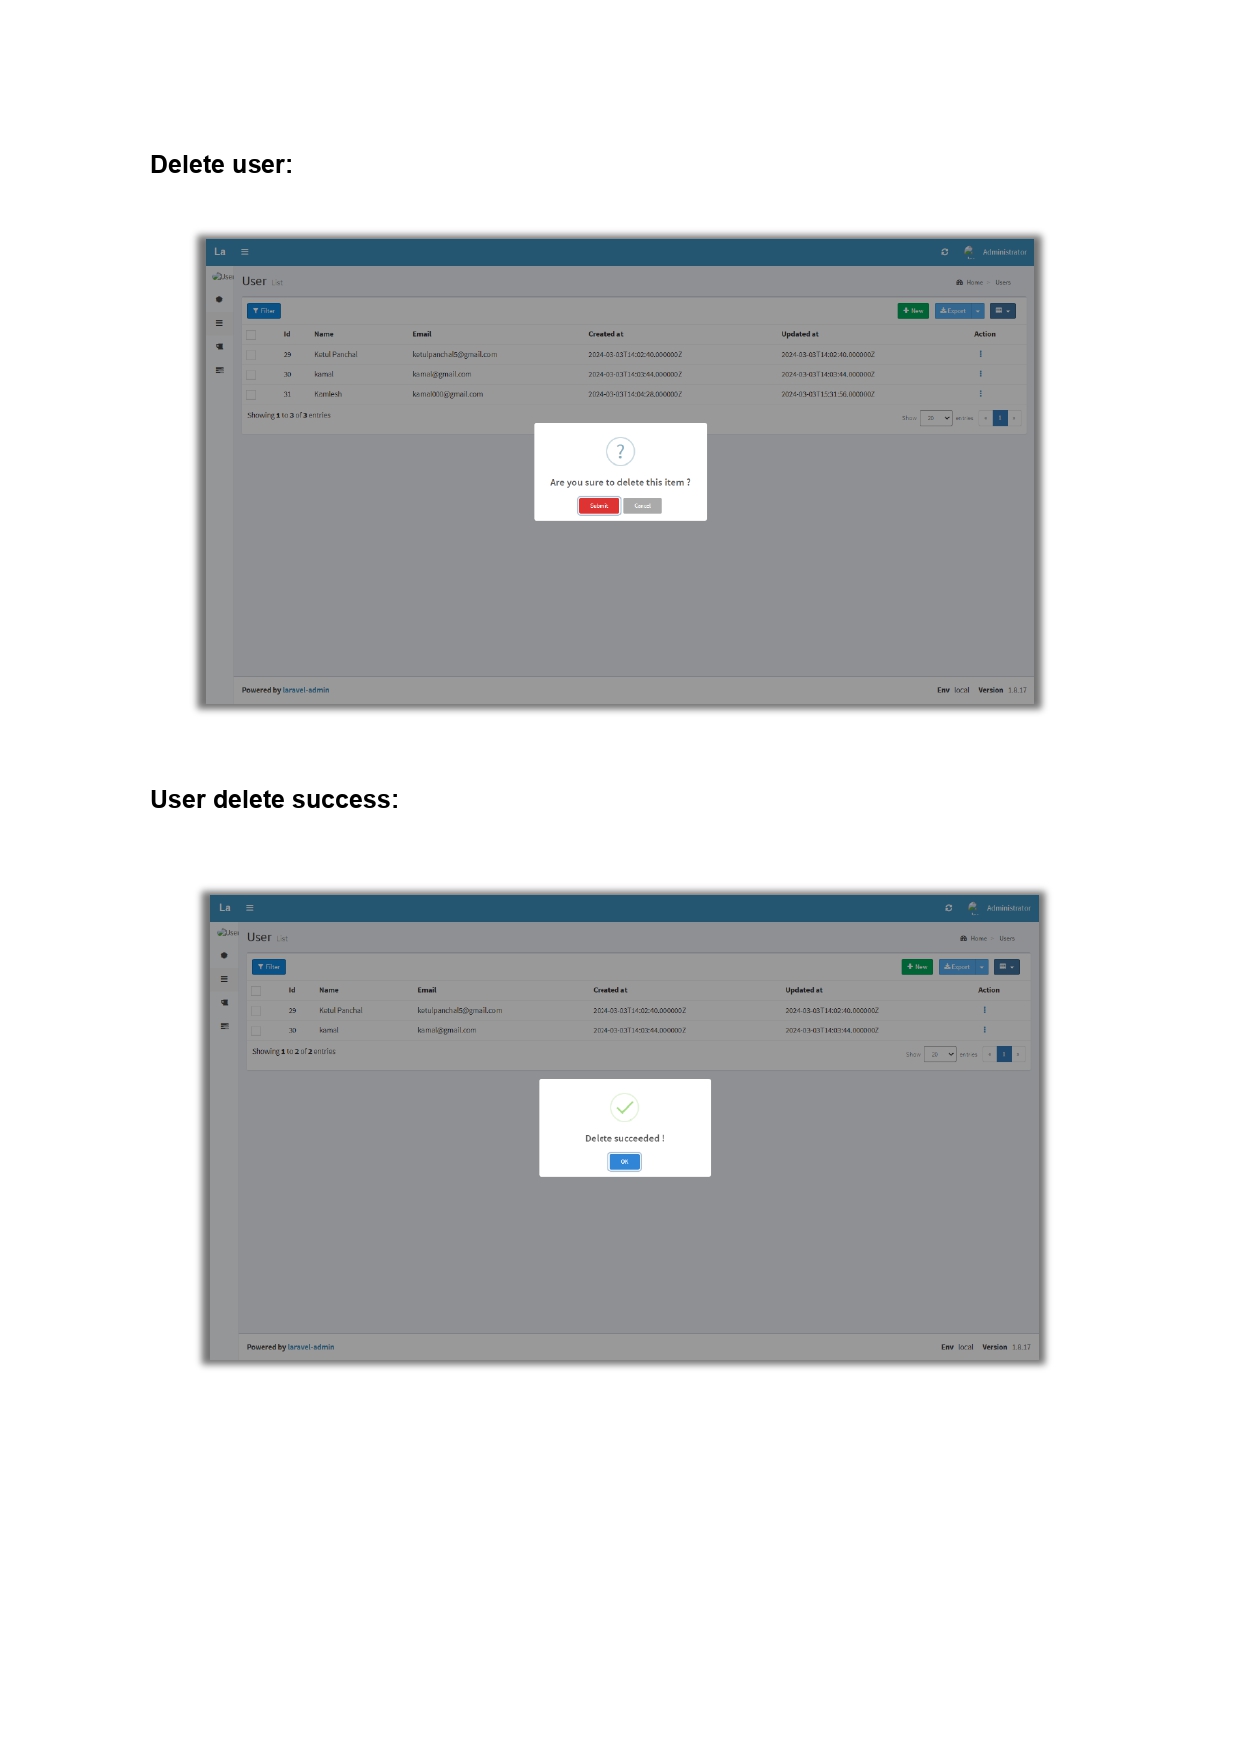 Delete user:
La Administrator
User
User List Home Users
Filter New Export
Id Name Email Created at Updated at Action
29 Ketul Panchal ketulpanchal5@gmail.com 2024-03-03T14:02:40.000000Z 2024-03-03T14:02:40.000000Z
30 kamal kamal@gmail.com 2024-03-03T14:03:44.000000Z 2024-03-03T14:03:44.000000Z
31 Kamlesh kamal000@gmail.com 2024-03-03T14:04:28.000000Z 2024-03-03T15:31:56.000000Z
Showing 1 to 3 of 3 entries Show 20 entries « 1 »
?
Are you sure to delete this item ?
Submit Cancel
Powered by laravel-admin Env local Version 1.8.17
User delete success:
La Administrator
User
User List Home Users
Filter New Export
Id Name Email Created at Updated at Action
29 Ketul Panchal ketulpanchal5@gmail.com 2024-03-03T14:02:40.000000Z 2024-03-03T14:02:40.000000Z
30 kamal kamal@gmail.com 2024-03-03T14:03:44.000000Z 2024-03-03T14:03:44.000000Z
Showing 1 to 2 of 2 entries Show 20 entries « 1 »
Delete succeeded !
OK
Powered by laravel-admin Env local Version 1.8.17